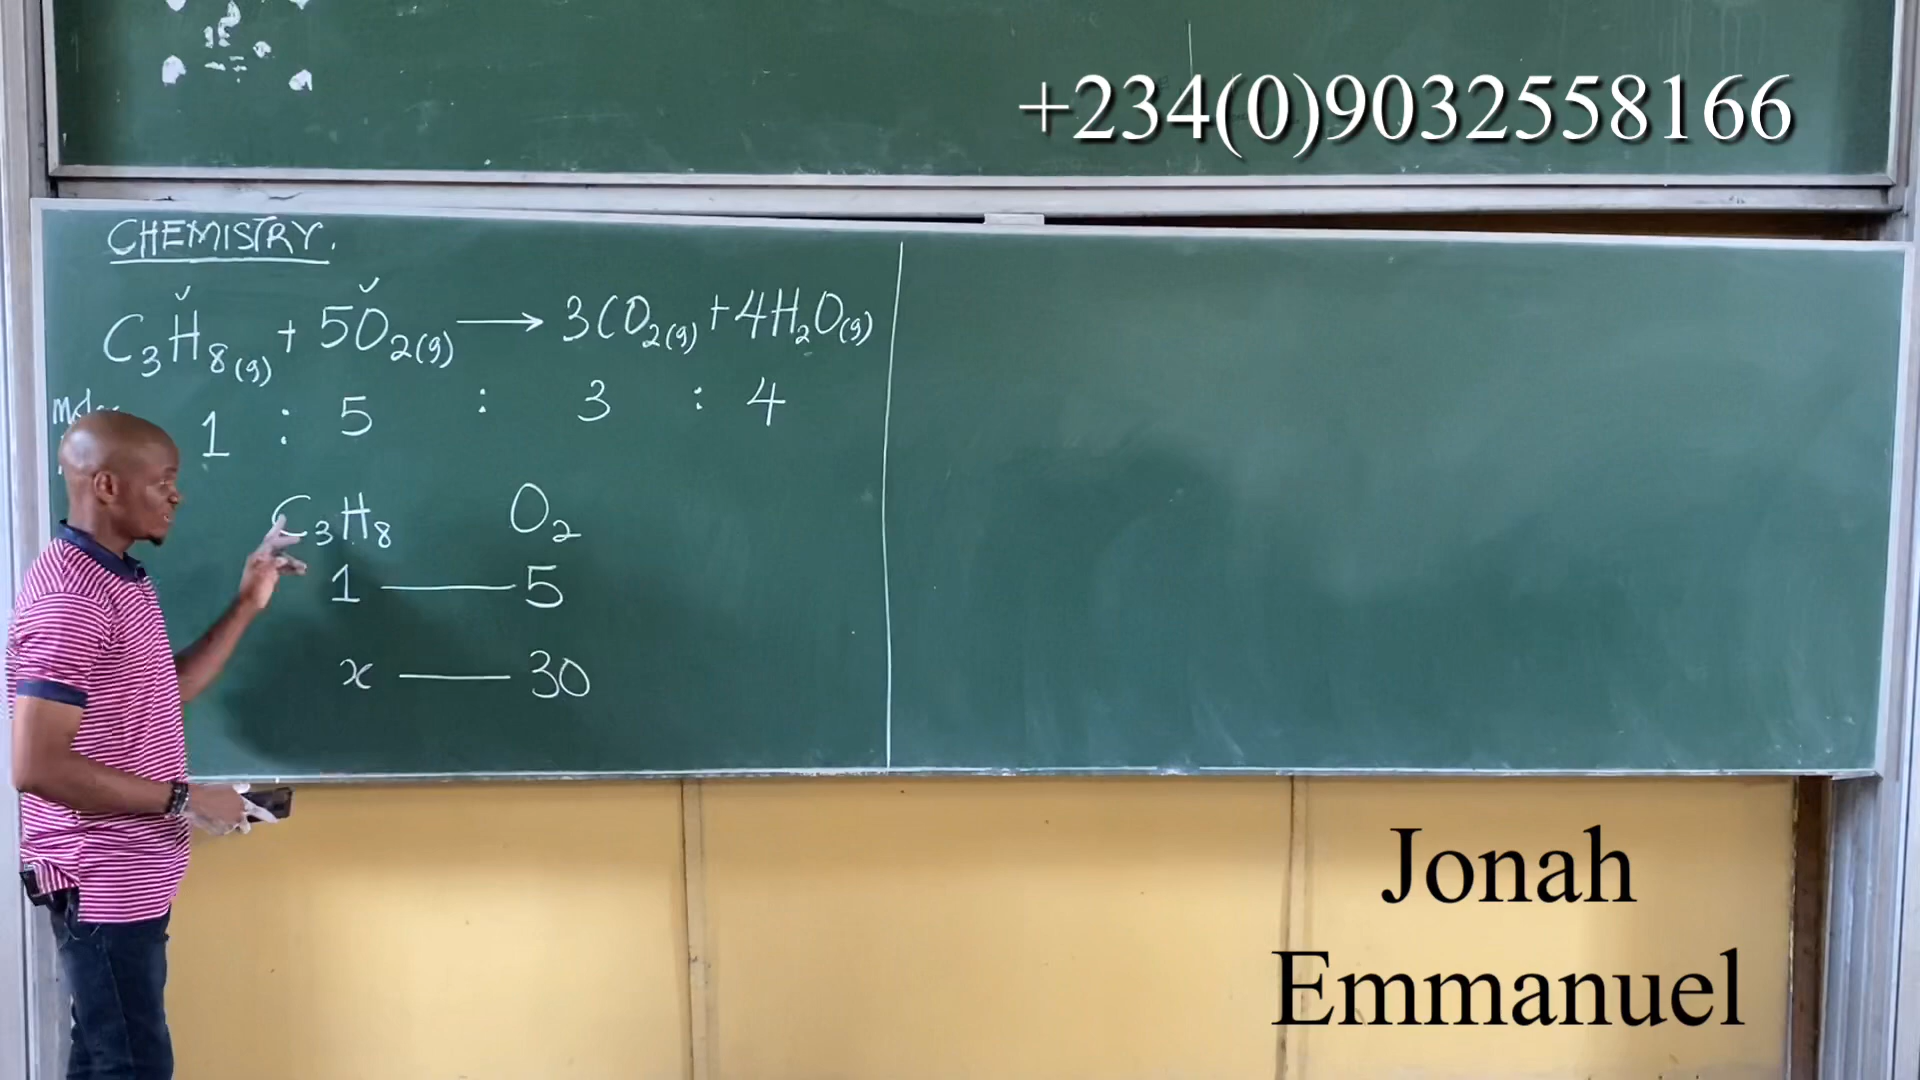 +234(0)9032558166
CHEMISTRY.
C₃H₈(g) + 5O₂(g) → 3CO₂(g) + 4H₂O(g)
1 : 5 : 3 : 4
C₃H₈ O₂
1 — 5
x — 30
Jonah
Emmanuel